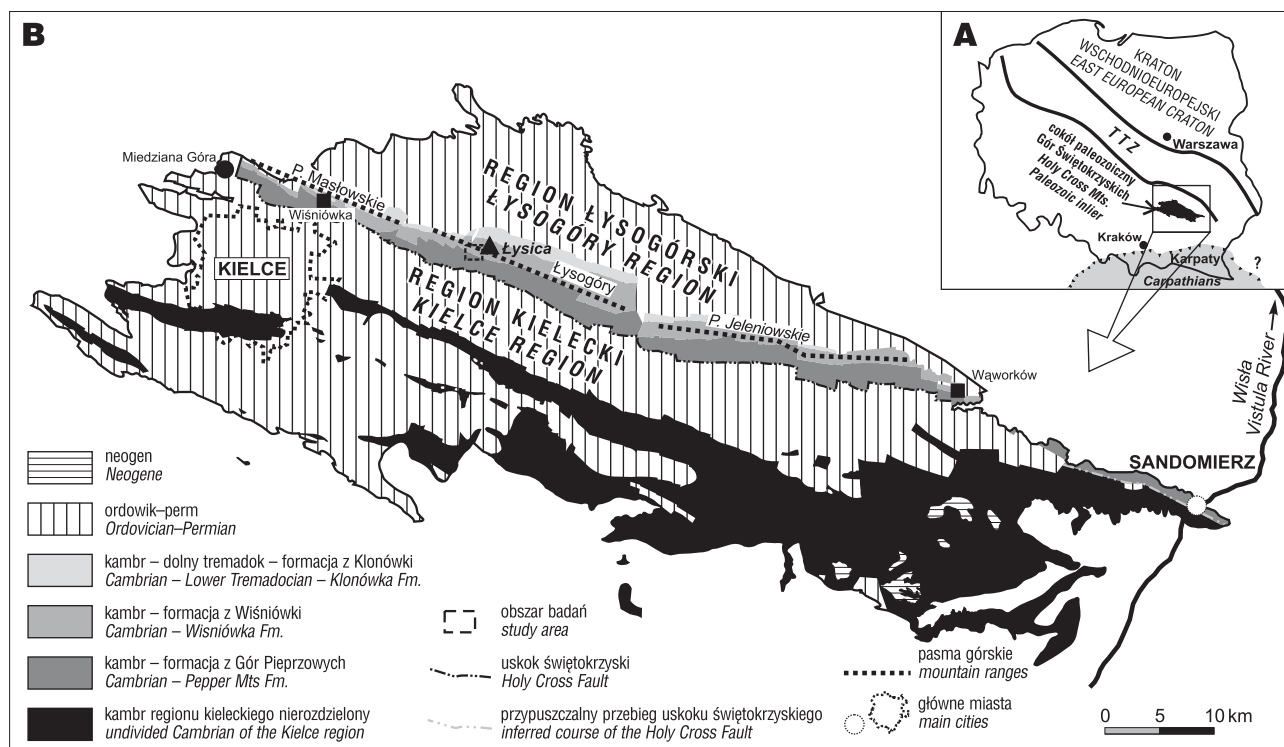 B
A
KRATON
WSCHODNIOEUROPEJSKI
EAST EUROPEAN CRATON
TTZ
Warszawa
cokół paleozoiczny
Gór Świętokrzyskich
Holy Cross Mts.
Paleozoic inlier
Kraków
Karpaty
Carpathians
?
Miedziana Góra
P. Masłowskie
Wiśniówka
KIELCE
REGION ŁYSOGÓRSKI
ŁYSOGÓRY REGION
Łysica
Łysogóry
REGION KIELECKI
KIELCE REGION
P. Jeleniowskie
Wąworków
SANDOMIERZ
Wisła
Vistula River
neogen
Neogene
ordowik–perm
Ordovician–Permian
kambr – dolny tremadok – formacja z Klonówki
Cambrian – Lower Tremadocian – Klonówka Fm.
kambr – formacja z Wiśniówki
Cambrian – Wisniówka Fm.
kambr – formacja z Gór Pieprzowych
Cambrian – Pepper Mts Fm.
kambr regionu kieleckiego nierozdzielony
undivided Cambrian of the Kielce region
obszar badań
study area
uskok świętokrzyski
Holy Cross Fault
przypuszczalny przebieg uskoku świętokrzyskiego
inferred course of the Holy Cross Fault
pasma górskie
mountain ranges
główne miasta
main cities
0 5 10 km